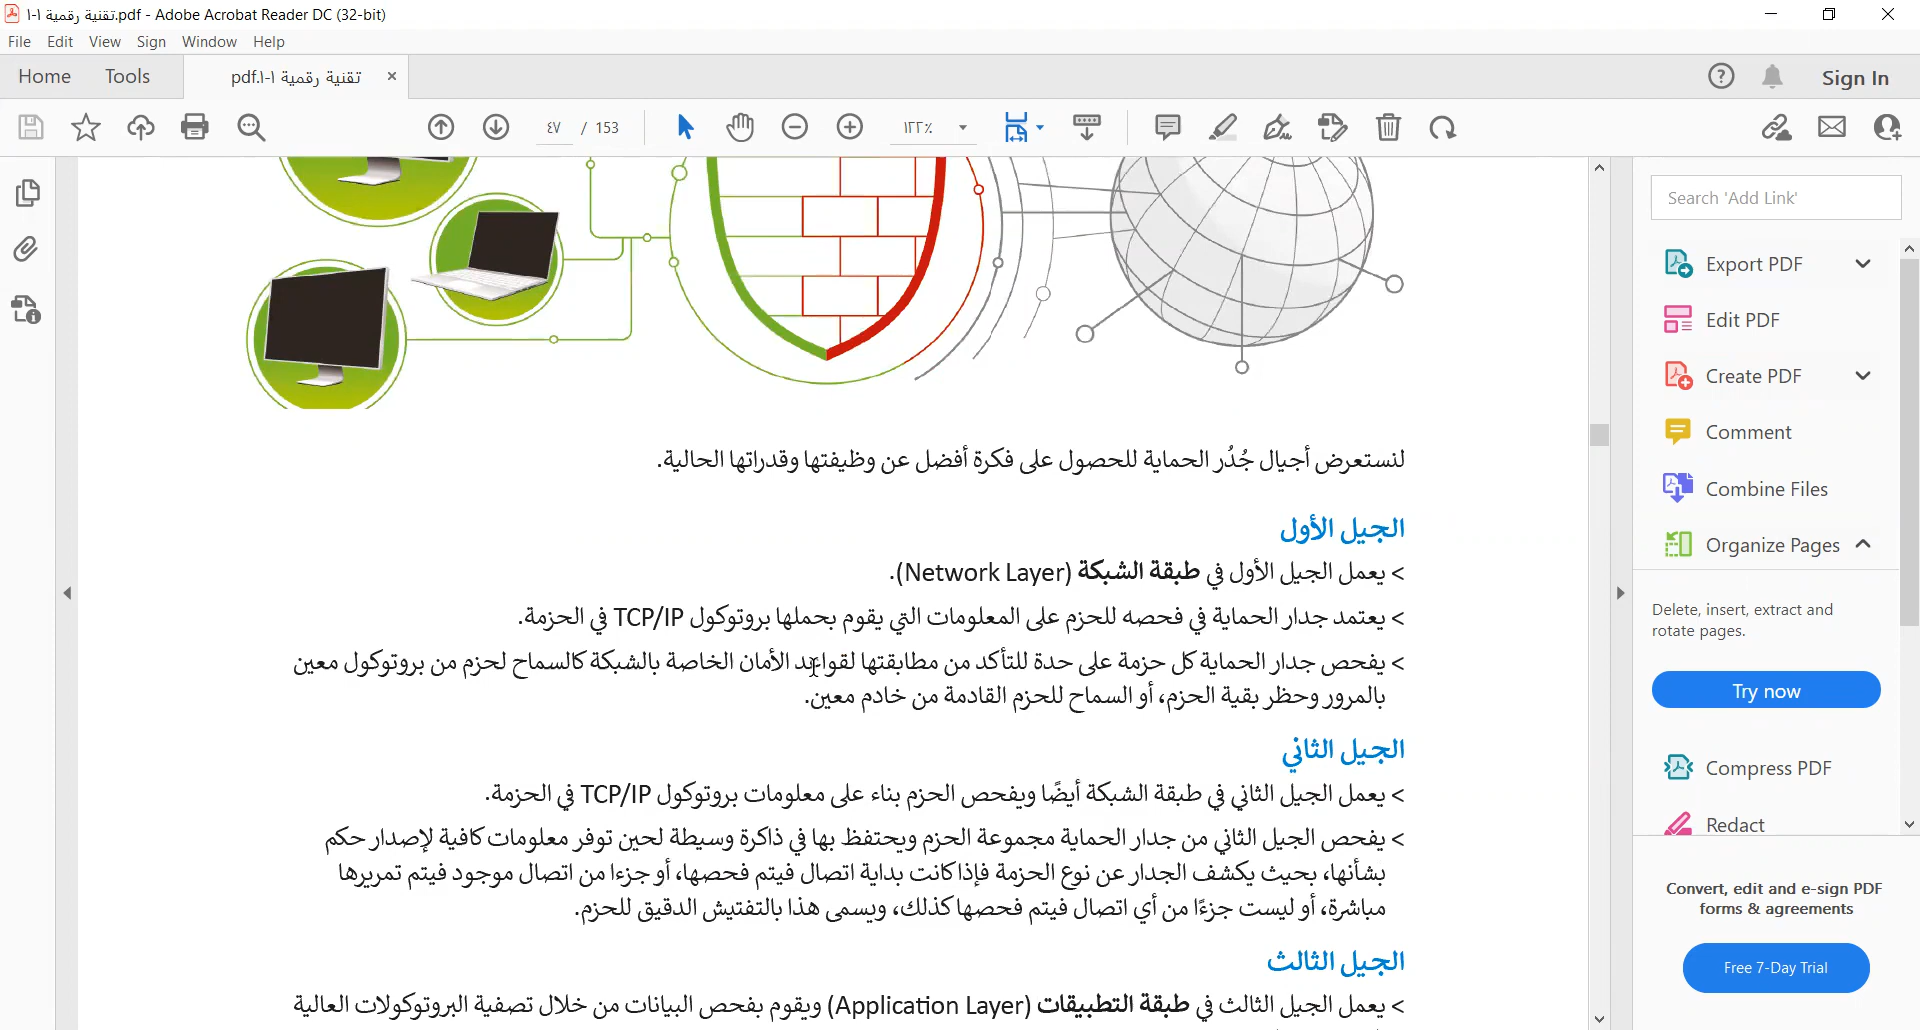 تقنية رقمية ١-١.pdf - Adobe Acrobat Reader DC (32-bit)
File Edit View Sign Window Help
Home Tools تقنية رقمية ١-١.pdf × Sign In
٤٧ / 153 ١٢٢٪
لنستعرض أجيال جُدُر الحماية للحصول على فكرة أفضل عن وظيفتها وقدراتها الحالية.
الجيل الأول
> يعمل الجيل الأول في طبقة الشبكة (Network Layer).
> يعتمد جدار الحماية في فحصه للحزم على المعلومات التي يقوم بحملها بروتوكول TCP/IP في الحزمة.
> يفحص جدار الحماية كل حزمة على حدة للتأكد من مطابقتها لقواعد الأمان الخاصة بالشبكة كالسماح لحزم من بروتوكول معين
بالمرور وحظر بقية الحزم، أو السماح للحزم القادمة من خادم معين.
الجيل الثاني
> يعمل الجيل الثاني في طبقة الشبكة أيضًا ويفحص الحزم بناء على معلومات بروتوكول TCP/IP في الحزمة.
> يفحص الجيل الثاني من جدار الحماية مجموعة الحزم ويحتفظ بها في ذاكرة وسيطة لحين توفر معلومات كافية لإصدار حكم
بشأنها، بحيث يكشف الجدار عن نوع الحزمة فإذا كانت بداية اتصال فيتم فحصها، أو جزءا من اتصال موجود فيتم تمريرها
مباشرة، أو ليست جزءًا من أي اتصال فيتم فحصها كذلك، ويسمى هذا بالتفتيش الدقيق للحزم.
الجيل الثالث
> يعمل الجيل الثالث في طبقة التطبيقات (Application Layer) ويقوم بفحص البيانات من خلال تصفية البروتوكولات العالية
Search 'Add Link'
Export PDF
Edit PDF
Create PDF
Comment
Combine Files
Organize Pages
Delete, insert, extract and
rotate pages.
Try now
Compress PDF
Redact
Convert, edit and e-sign PDF
forms & agreements
Free 7-Day Trial